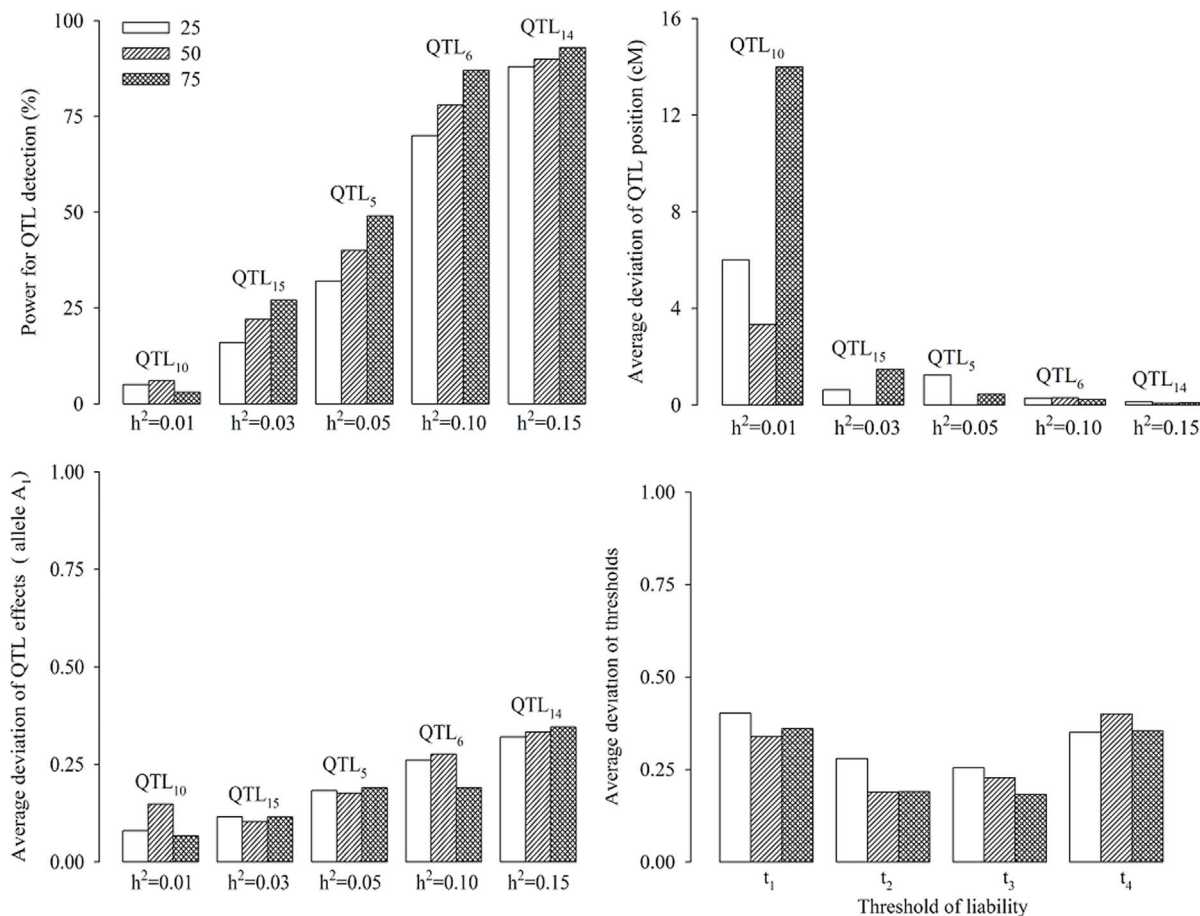 Power for QTL detection (%)
100
75
50
25
0
25
50
75
QTL10
QTL15
QTL5
QTL6
QTL14
h²=0.01 h²=0.03 h²=0.05 h²=0.10 h²=0.15
Average deviation of QTL position (cM)
16
12
8
4
0
QTL10
QTL15
QTL5
QTL6
QTL14
h²=0.01 h²=0.03 h²=0.05 h²=0.10 h²=0.15
Average deviation of QTL effects ( allele A1)
1.00
0.75
0.50
0.25
0.00
QTL10
QTL15
QTL5
QTL6
QTL14
h²=0.01 h²=0.03 h²=0.05 h²=0.10 h²=0.15
Average deviation of thresholds
1.00
0.75
0.50
0.25
0.00
t1 t2 t3 t4
Threshold of liability